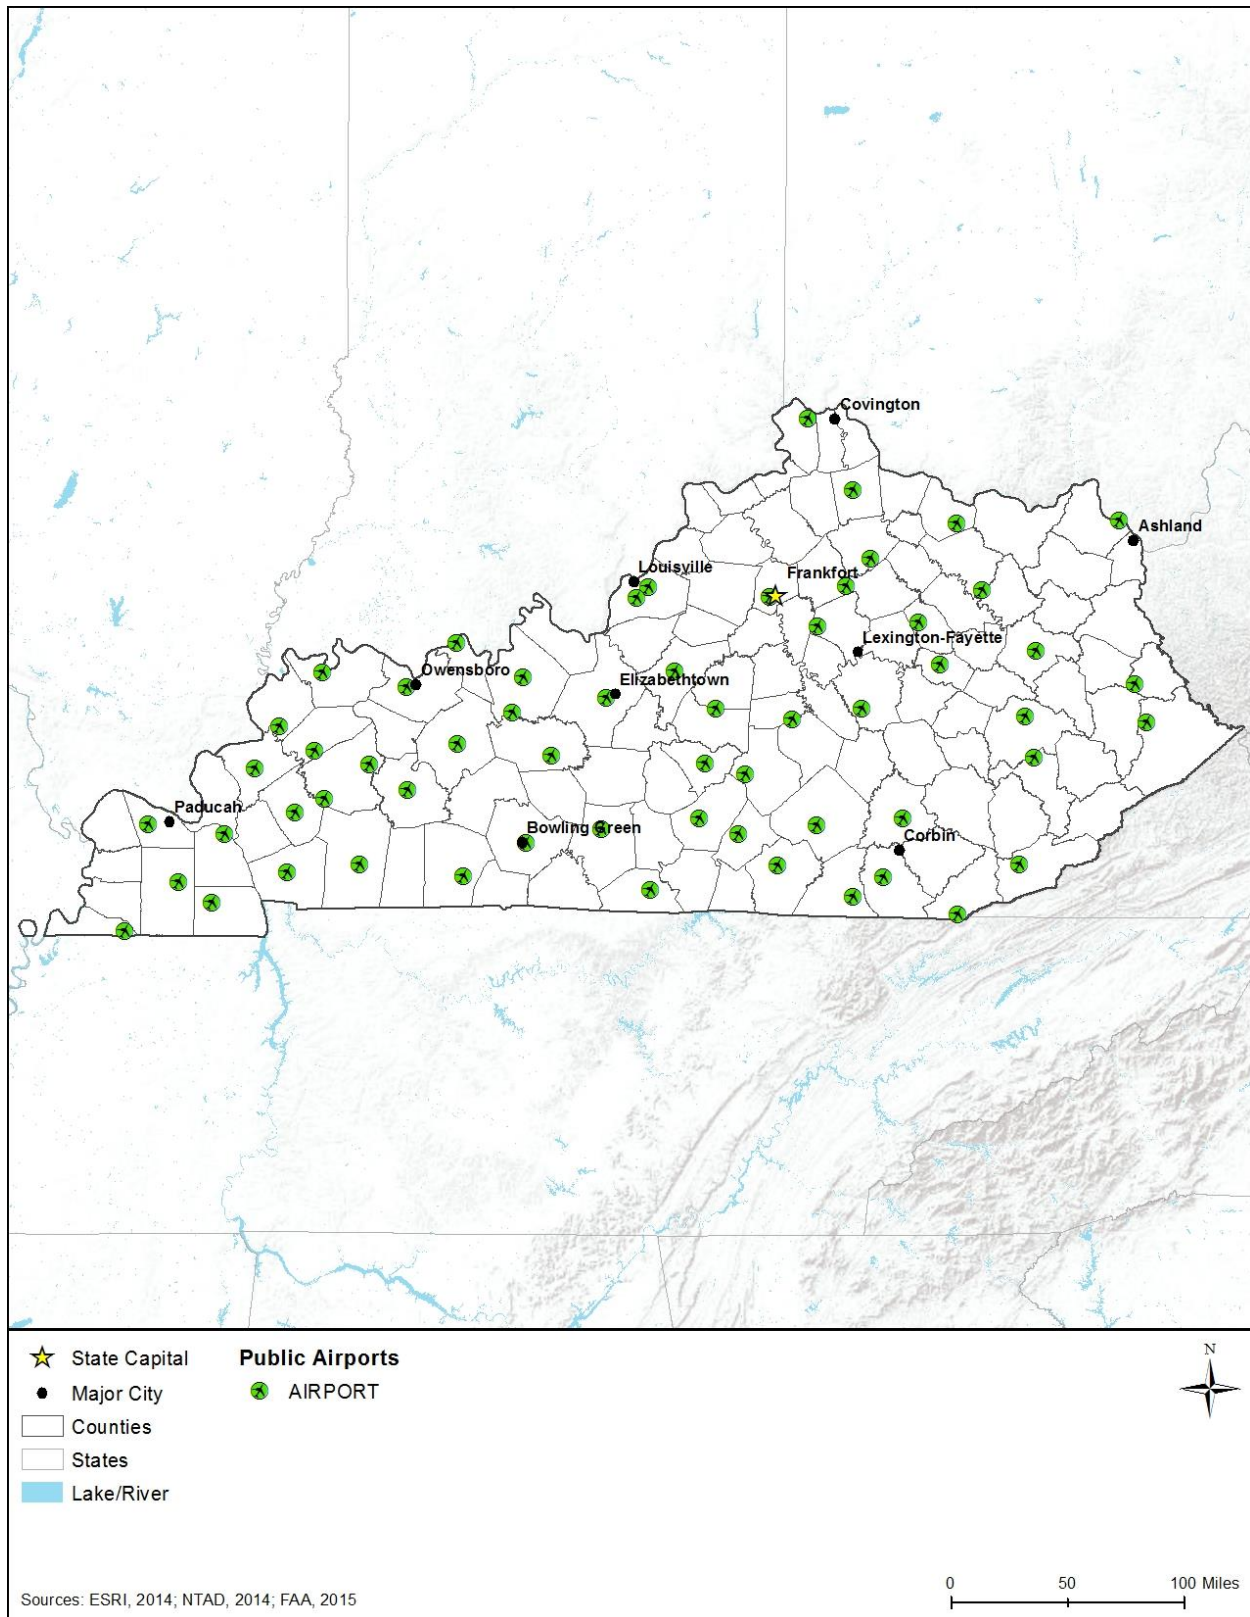 Covington
Ashland
Louisville
Frankfort
Lexington-Fayette
Owensboro
Elizabethtown
Paducah
Bowling Green
Corbin
State Capital
Major City
Counties
States
Lake/River
Public Airports
AIRPORT
N
0 50 100 Miles
Sources: ESRI, 2014; NTAD, 2014; FAA, 2015